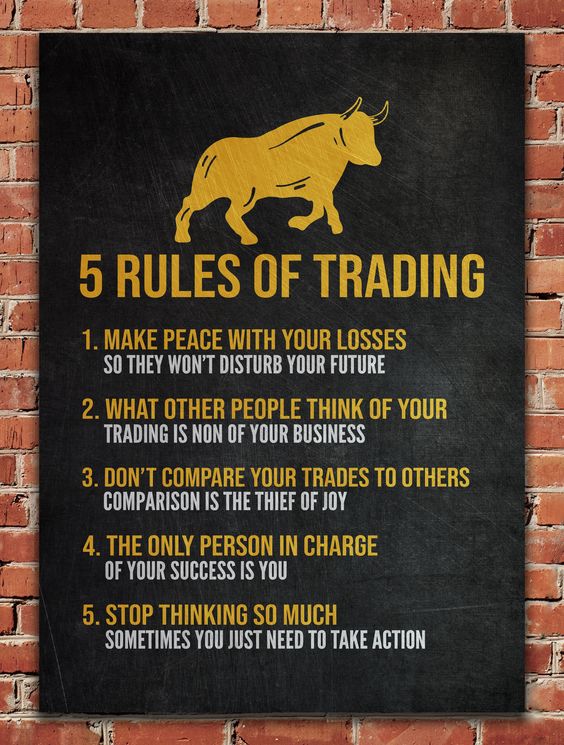 5 RULES OF TRADING
1. MAKE PEACE WITH YOUR LOSSES
SO THEY WON'T DISTURB YOUR FUTURE
2. WHAT OTHER PEOPLE THINK OF YOUR
TRADING IS NON OF YOUR BUSINESS
3. DON'T COMPARE YOUR TRADES TO OTHERS
COMPARISON IS THE THIEF OF JOY
4. THE ONLY PERSON IN CHARGE
OF YOUR SUCCESS IS YOU
5. STOP THINKING SO MUCH
SOMETIMES YOU JUST NEED TO TAKE ACTION